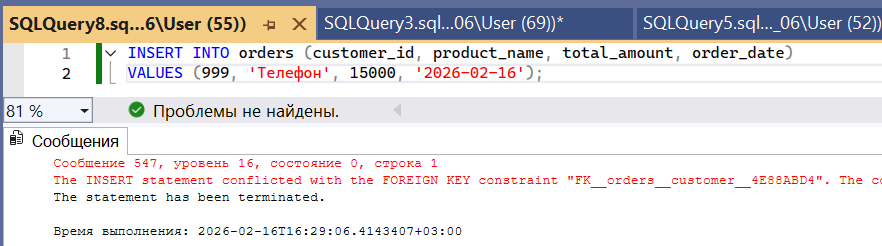 SQLQuery8.sq...6\User (55)) SQLQuery3.sql...06\User (69))* SQLQuery5.sql..._06\User (52))
1 INSERT INTO orders (customer_id, product_name, total_amount, order_date)
2 VALUES (999, 'Телефон', 15000, '2026-02-16');
81 % Проблемы не найдены.
Сообщения
Сообщение 547, уровень 16, состояние 0, строка 1
The INSERT statement conflicted with the FOREIGN KEY constraint "FK__orders__customer__4E88ABD4". The co
The statement has been terminated.
Время выполнения: 2026-02-16T16:29:06.4143407+03:00